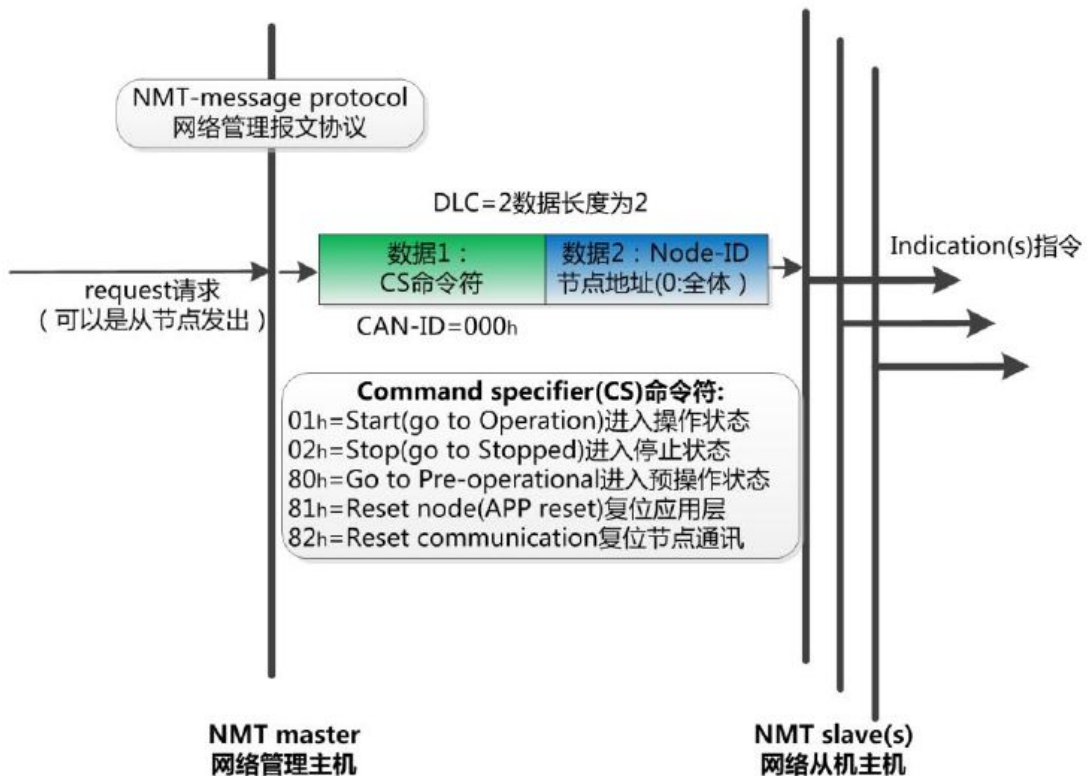 NMT-message protocol
网络管理报文协议
DLC=2数据长度为2
数据1：
CS命令符
数据2：Node-ID
节点地址(0:全体）
Indication(s)指令
request请求
（可以是从节点发出）
CAN-ID=000h
Command specifier(CS)命令符:
01h=Start(go to Operation)进入操作状态
02h=Stop(go to Stopped)进入停止状态
80h=Go to Pre-operational进入预操作状态
81h=Reset node(APP reset)复位应用层
82h=Reset communication复位节点通讯
NMT master
网络管理主机
NMT slave(s)
网络从机主机